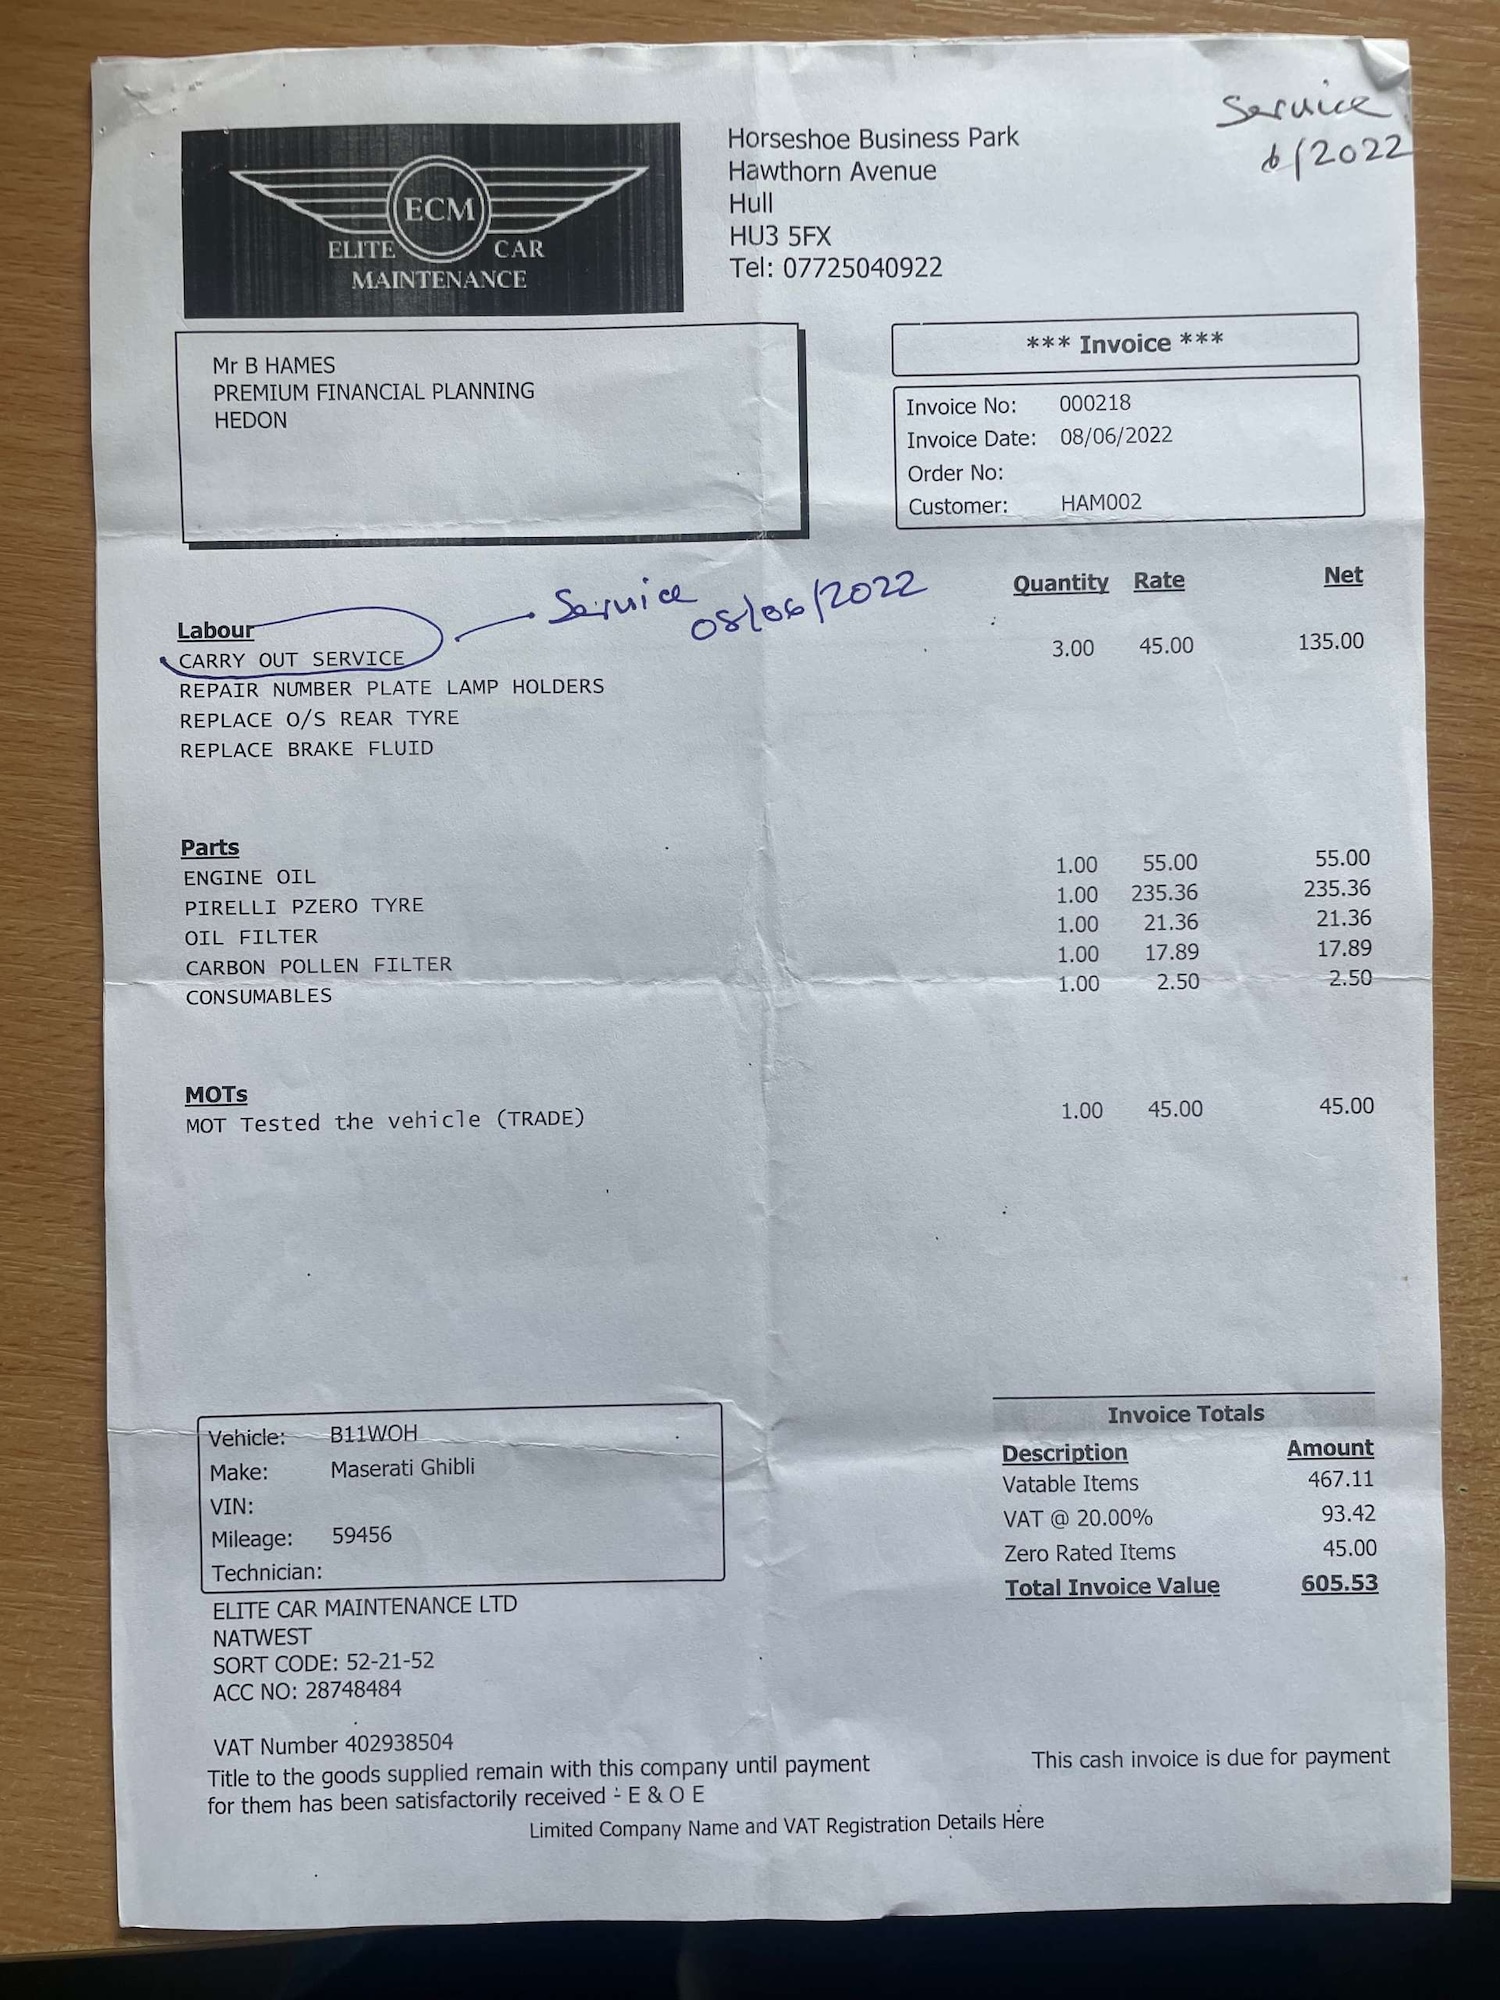 Service
6/2022
ECM
ELITE CAR
MAINTENANCE
Horseshoe Business Park
Hawthorn Avenue
Hull
HU3 5FX
Tel: 07725040922
Mr B HAMES
PREMIUM FINANCIAL PLANNING
HEDON
*** Invoice ***
Invoice No: 000218
Invoice Date: 08/06/2022
Order No:
Customer: HAM002
Quantity Rate Net
Service
08/06/2022
Labour
CARRY OUT SERVICE 3.00 45.00 135.00
REPAIR NUMBER PLATE LAMP HOLDERS
REPLACE O/S REAR TYRE
REPLACE BRAKE FLUID
Parts
ENGINE OIL 1.00 55.00 55.00
PIRELLI PZERO TYRE 1.00 235.36 235.36
OIL FILTER 1.00 21.36 21.36
CARBON POLLEN FILTER 1.00 17.89 17.89
CONSUMABLES 1.00 2.50 2.50
MOTs
MOT Tested the vehicle (TRADE) 1.00 45.00 45.00
Vehicle: B11WOH
Make: Maserati Ghibli
VIN:
Mileage: 59456
Technician:
Invoice Totals
Description Amount
Vatable Items 467.11
VAT @ 20.00% 93.42
Zero Rated Items 45.00
Total Invoice Value 605.53
ELITE CAR MAINTENANCE LTD
NATWEST
SORT CODE: 52-21-52
ACC NO: 28748484
VAT Number 402938504
Title to the goods supplied remain with this company until payment
for them has been satisfactorily received - E & O E
This cash invoice is due for payment
Limited Company Name and VAT Registration Details Here